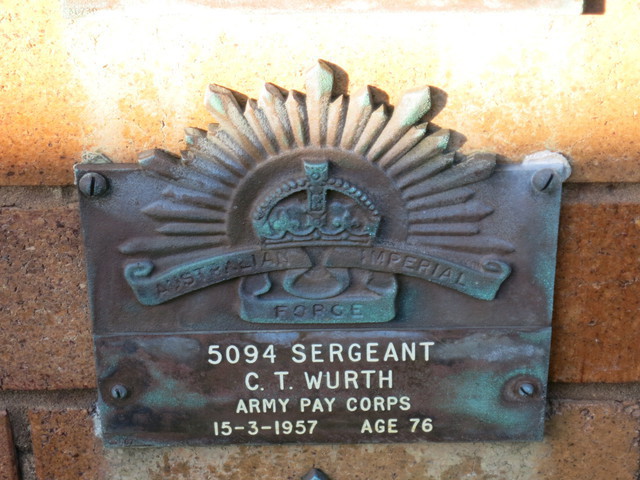 AUSTRALIAN IMPERIAL
FORCE
5094 SERGEANT
C. T. WURTH
ARMY PAY CORPS
15-3-1957 AGE 76